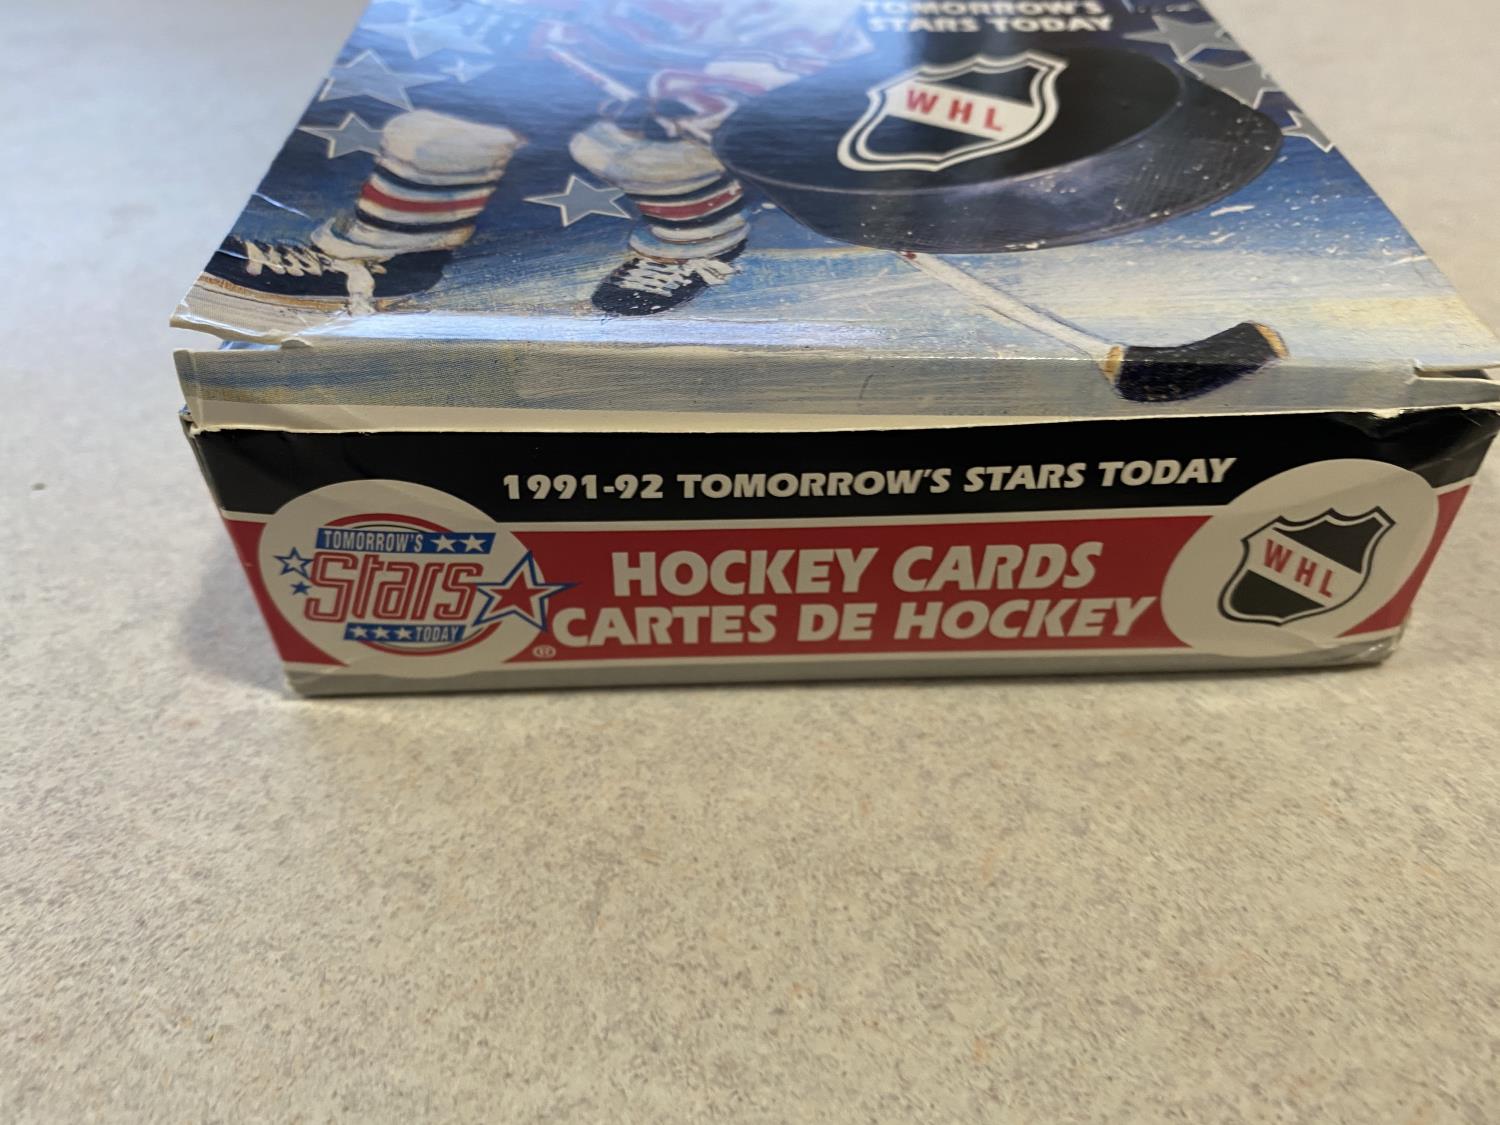 TOMORROW'S
STARS TODAY
WHL
1991-92 TOMORROW'S STARS TODAY
TOMORROW'S
Stars
TODAY
®
HOCKEY CARDS
CARTES DE HOCKEY
WHL